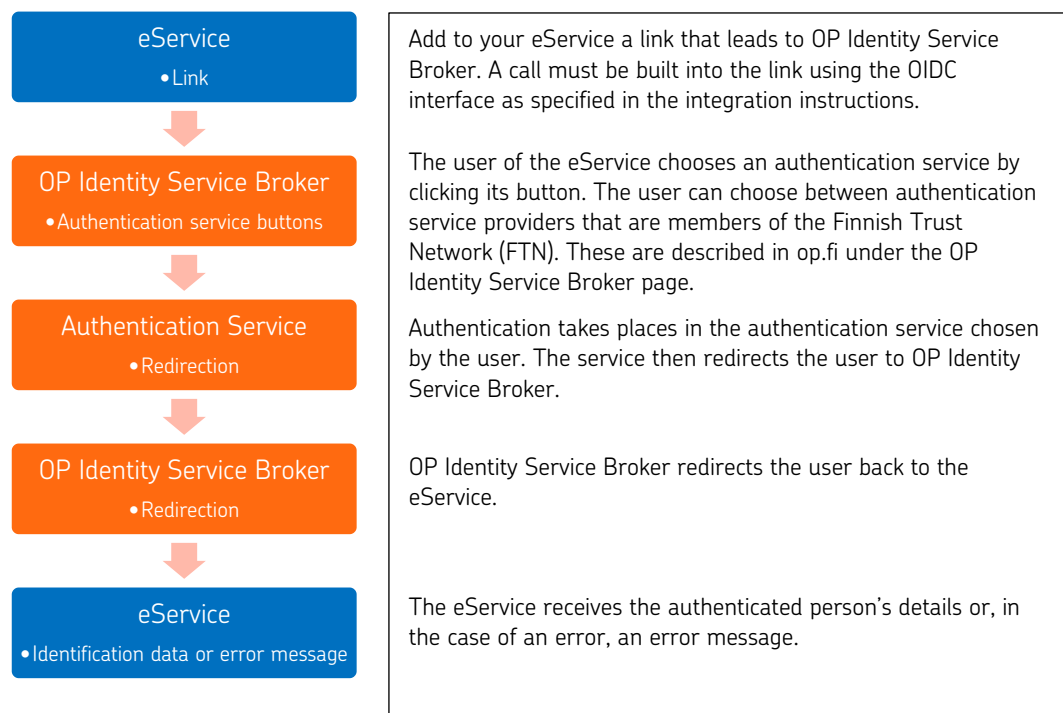 eService
•Link
Add to your eService a link that leads to OP Identity Service
Broker. A call must be built into the link using the OIDC
interface as specified in the integration instructions.
OP Identity Service Broker
•Authentication service buttons
The user of the eService chooses an authentication service by
clicking its button. The user can choose between authentication
service providers that are members of the Finnish Trust
Network (FTN). These are described in op.fi under the OP
Identity Service Broker page.
Authentication Service
•Redirection
Authentication takes places in the authentication service chosen
by the user. The service then redirects the user to OP Identity
Service Broker.
OP Identity Service Broker
•Redirection
OP Identity Service Broker redirects the user back to the
eService.
eService
•Identification data or error message
The eService receives the authenticated person's details or, in
the case of an error, an error message.